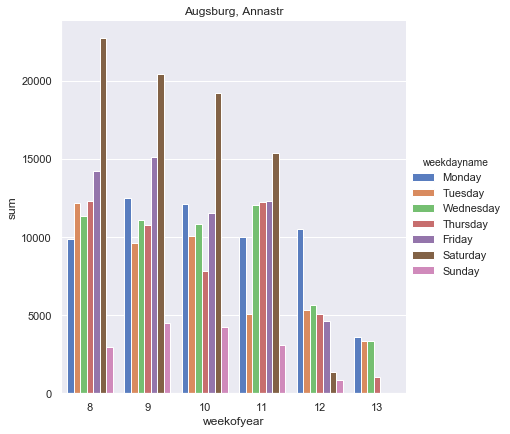 Augsburg, Annastr
sum
20000
15000
10000
5000
0
8 9 10 11 12 13
weekofyear
weekdayname
Monday
Tuesday
Wednesday
Thursday
Friday
Saturday
Sunday